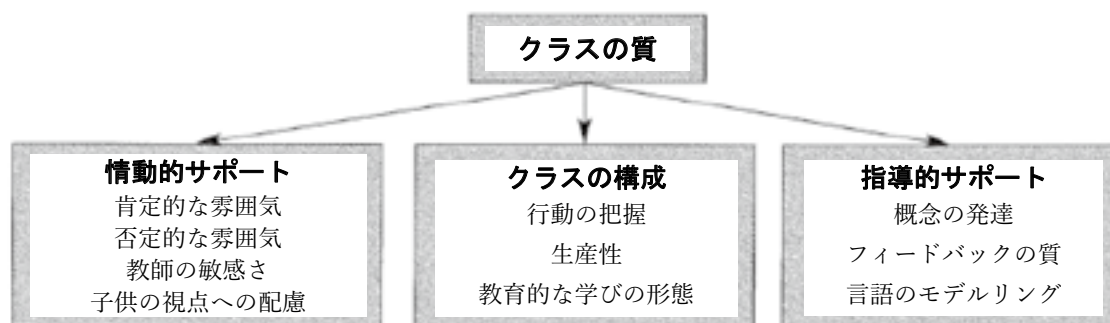 クラスの質
情動的サポート
肯定的な雰囲気
否定的な雰囲気
教師の敏感さ
子供の視点への配慮
クラスの構成
行動の把握
生産性
教育的な学びの形態
指導的サポート
概念の発達
フィードバックの質
言語のモデルリング